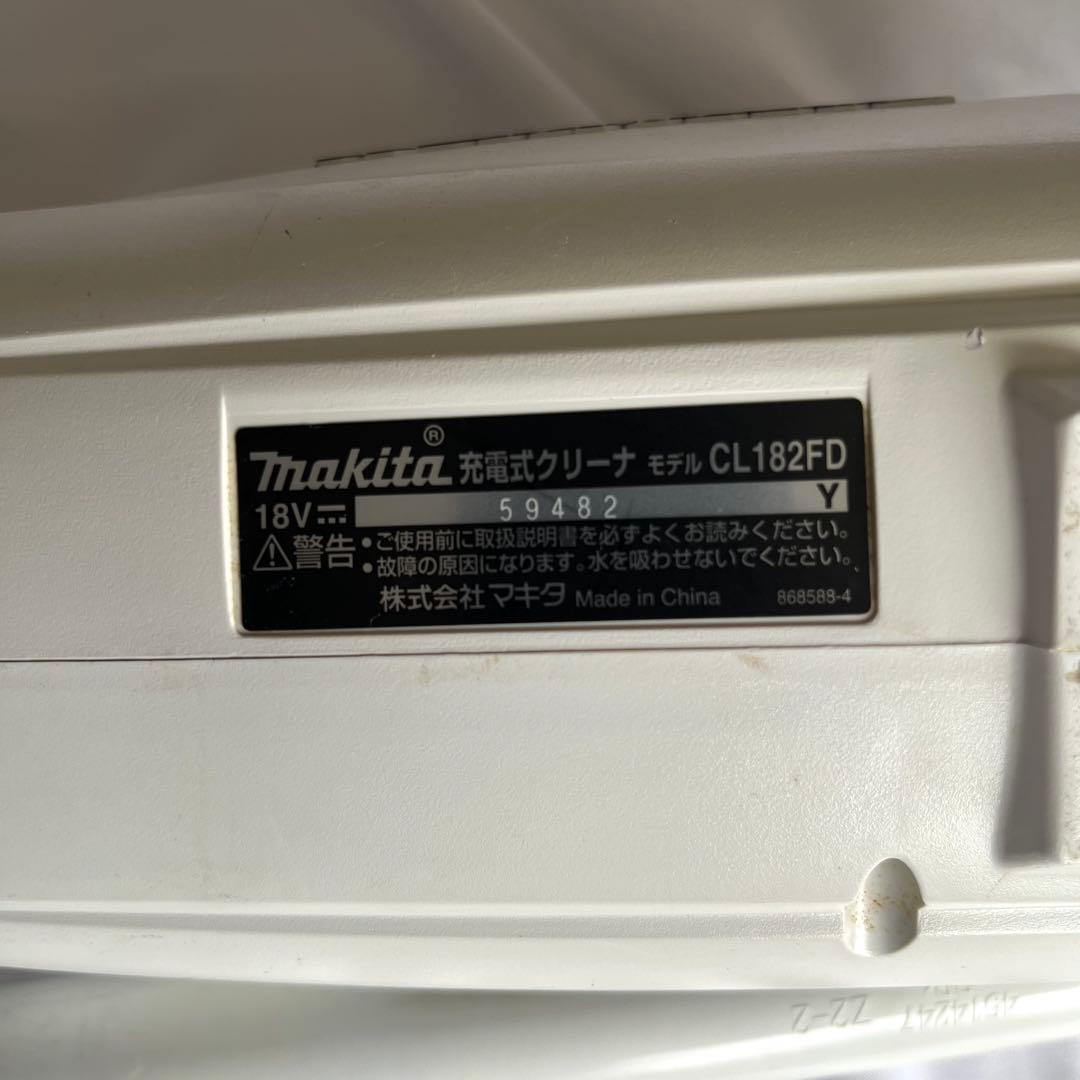 makita® 充電式クリーナ モデル CL182FD
18V⎓ 59482 Y
⚠警告 • ご使用前に取扱説明書を必ずよくお読みください。
• 故障の原因になります。水を吸わせないでください。
株式会社マキタ Made in China 868588-4
4514247 22-2